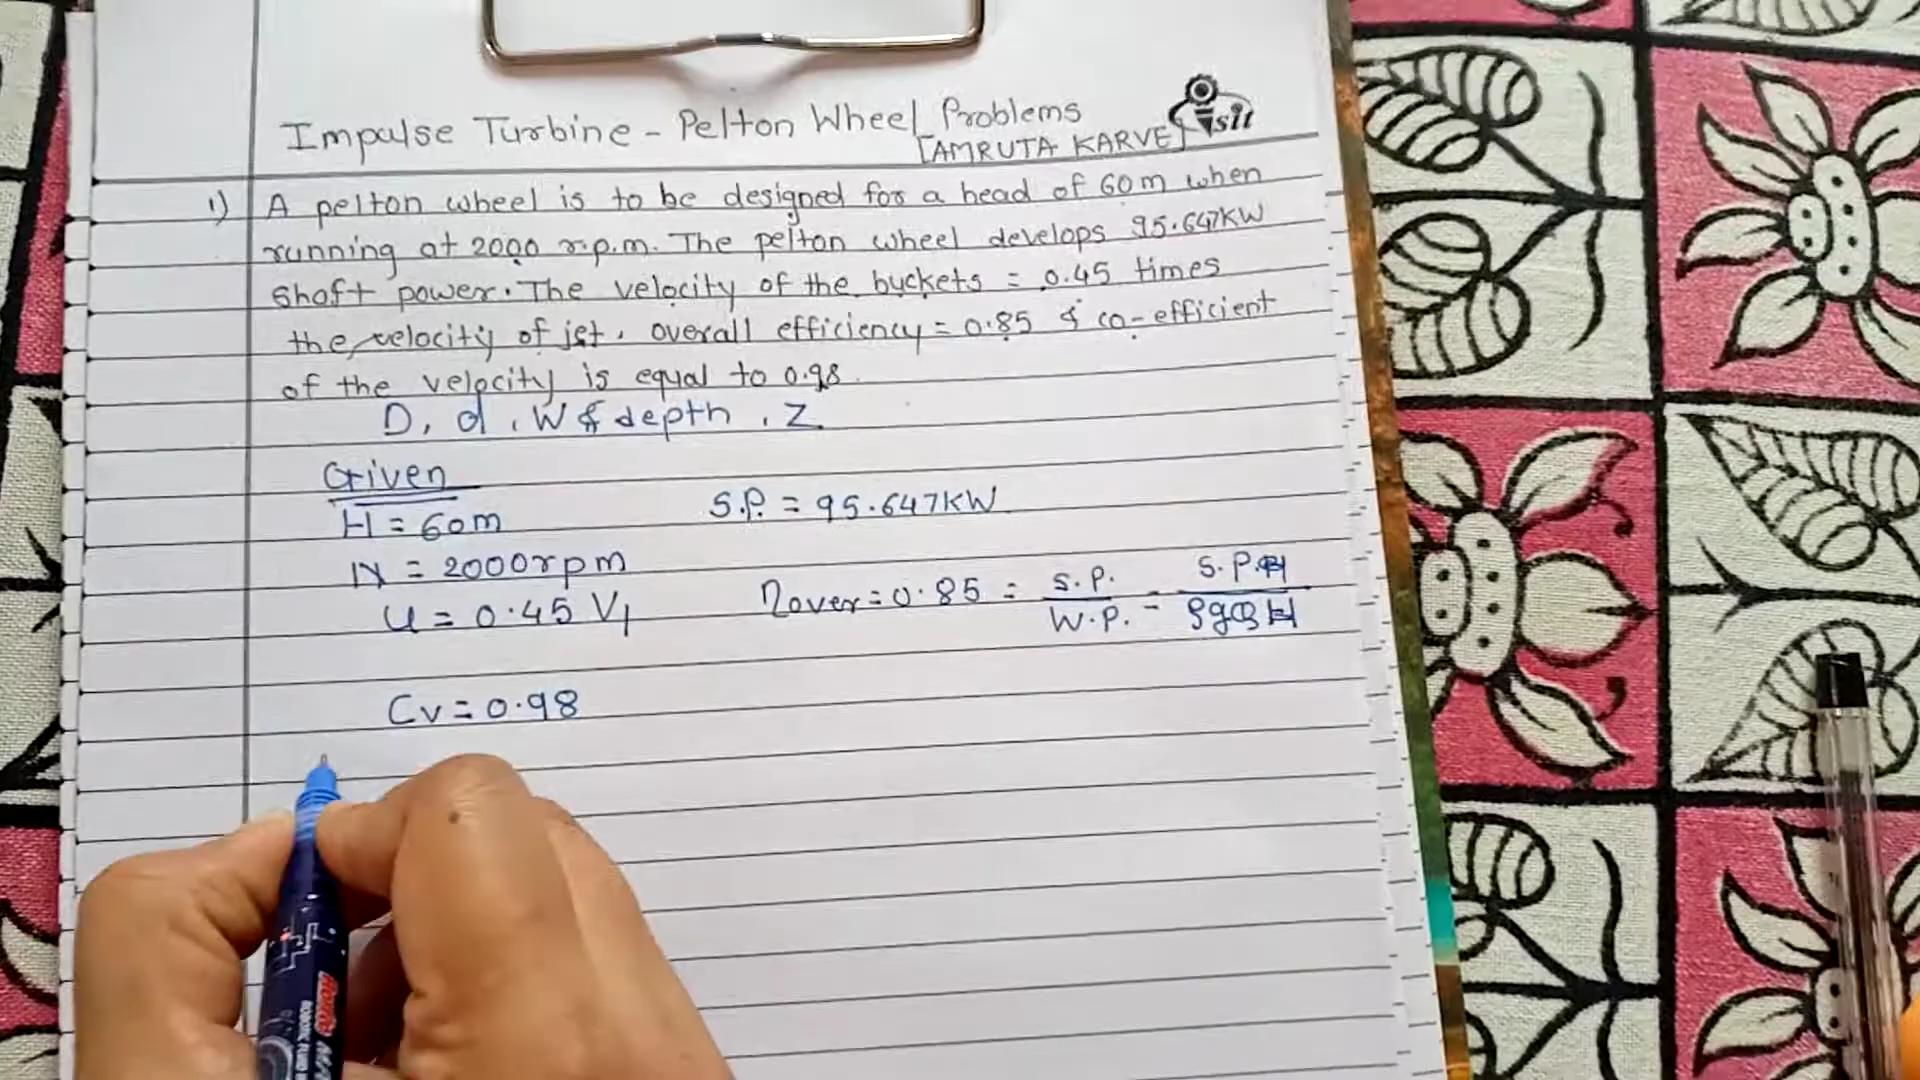 Impulse Turbine - Pelton Wheel Problems
[AMRUTA KARVE]
1) A pelton wheel is to be designed for a head of 60m when
running at 2000 r.p.m. The pelton wheel develops 95.647KW
Shaft power. The velocity of the buckets = 0.45 times
the velocity of jet, overall efficiency = 0.85 & co-efficient
of the velocity is equal to 0.98.
D, d, W & depth, Z
Given
H = 60m
S.P. = 95.647KW
N = 2000rpm
u = 0.45 V1
ηover = 0.85 = S.P. / W.P. = S.P. / ρgQH
Cv = 0.98